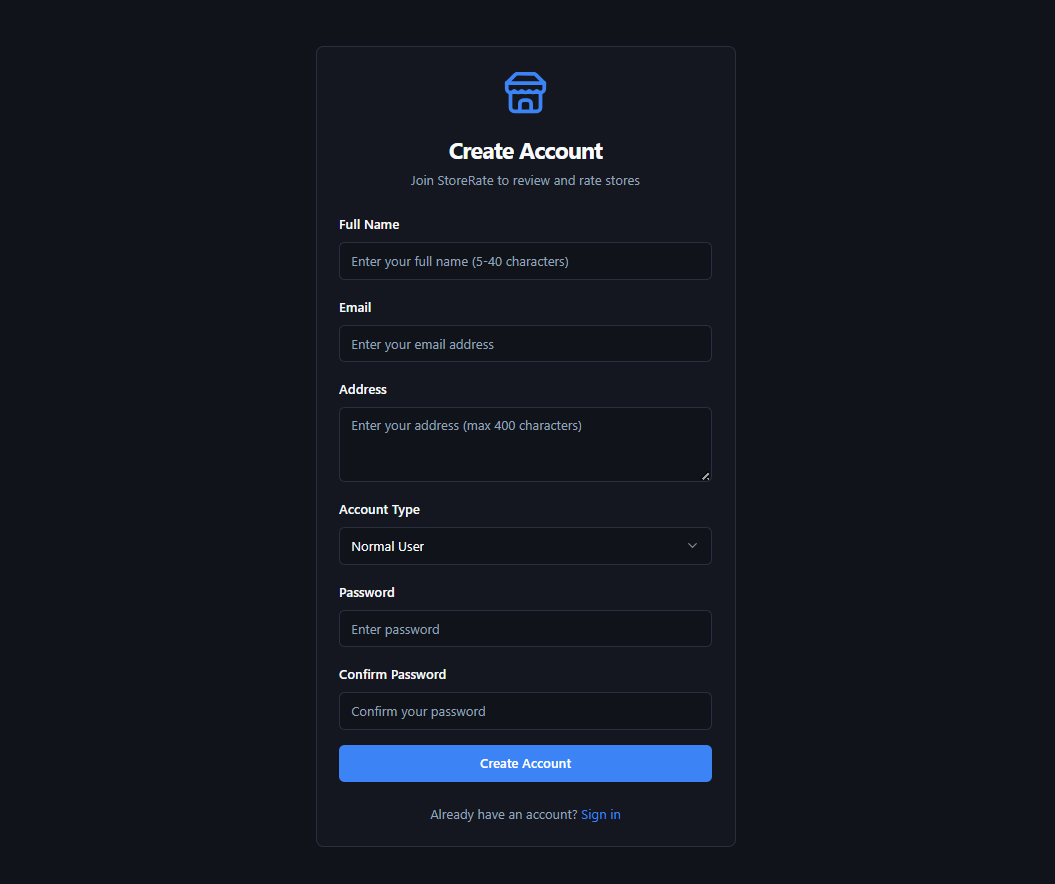 Create Account
Join StoreRate to review and rate stores
Full Name
Enter your full name (5-40 characters)
Email
Enter your email address
Address
Enter your address (max 400 characters)
Account Type
Normal User
Password
Enter password
Confirm Password
Confirm your password
Create Account
Already have an account? Sign in